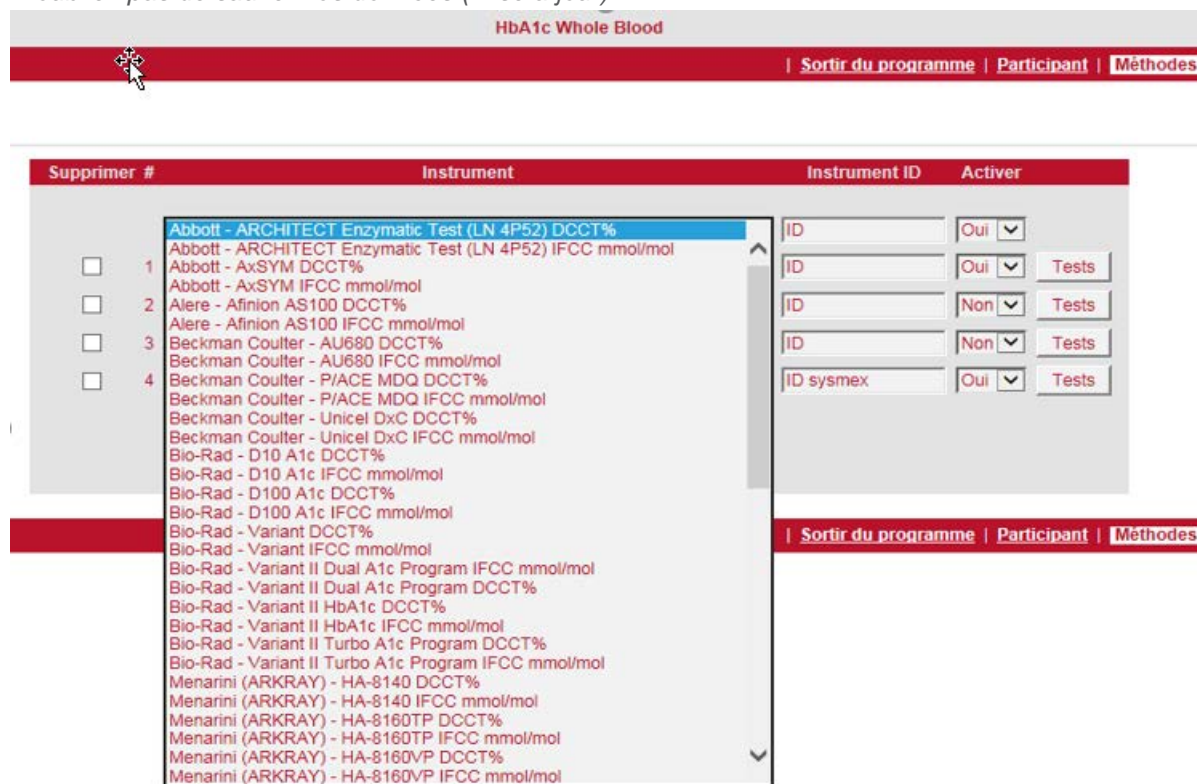 HbA1c Whole Blood
| Sortir du programme | Participant | Méthodes
Supprimer # Instrument Instrument ID Activer
Abbott - ARCHITECT Enzymatic Test (LN 4P52) DCCT% ID Oui
Abbott - ARCHITECT Enzymatic Test (LN 4P52) IFCC mmol/mol
1 Abbott - AxSYM DCCT% ID Oui Tests
Abbott - AxSYM IFCC mmol/mol
2 Alere - Afinion AS100 DCCT% ID Non Tests
Alere - Afinion AS100 IFCC mmol/mol
3 Beckman Coulter - AU680 DCCT% ID Non Tests
Beckman Coulter - AU680 IFCC mmol/mol
4 Beckman Coulter - P/ACE MDQ DCCT% ID sysmex Oui Tests
Beckman Coulter - P/ACE MDQ IFCC mmol/mol
Beckman Coulter - Unicel DxC DCCT%
Beckman Coulter - Unicel DxC IFCC mmol/mol
Bio-Rad - D10 A1c DCCT%
Bio-Rad - D10 A1c IFCC mmol/mol
Bio-Rad - D100 A1c DCCT%
Bio-Rad - D100 A1c IFCC mmol/mol
Bio-Rad - Variant DCCT%
Bio-Rad - Variant IFCC mmol/mol
Bio-Rad - Variant II Dual A1c Program IFCC mmol/mol
Bio-Rad - Variant II Dual A1c Program DCCT%
Bio-Rad - Variant II HbA1c DCCT%
Bio-Rad - Variant II HbA1c IFCC mmol/mol
Bio-Rad - Variant II Turbo A1c Program DCCT%
Bio-Rad - Variant II Turbo A1c Program IFCC mmol/mol
Menarini (ARKRAY) - HA-8140 DCCT%
Menarini (ARKRAY) - HA-8140 IFCC mmol/mol
Menarini (ARKRAY) - HA-8160TP DCCT%
Menarini (ARKRAY) - HA-8160TP IFCC mmol/mol
Menarini (ARKRAY) - HA-8160VP DCCT%
Menarini (ARKRAY) - HA-8160VP IFCC mmol/mol
| Sortir du programme | Participant | Méthodes